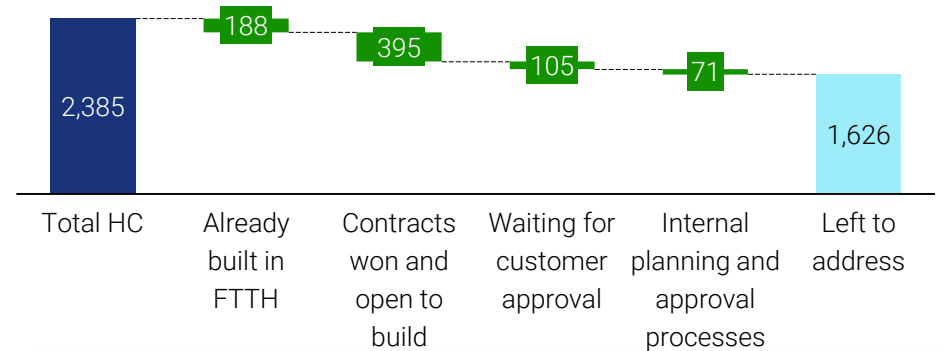 188
395
105
71
2,385
1,626
Total HC
Already
built in
FTTH
Contracts
won and
open to
build
Waiting for
customer
approval
Internal
planning and
approval
processes
Left to
address